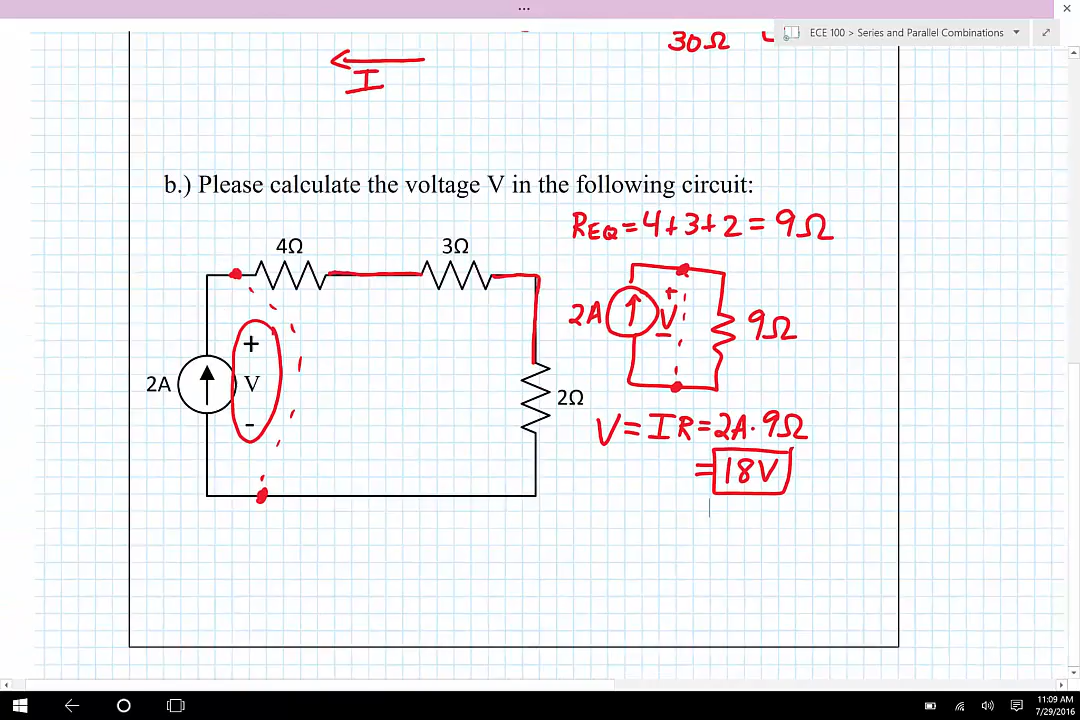 ECE 100 > Series and Parallel Combinations
30Ω
I
b.) Please calculate the voltage V in the following circuit:
REQ = 4+3+2 = 9Ω
4Ω
3Ω
2A
+
V
-
2Ω
2A
+
V
-
9Ω
V = IR = 2A · 9Ω
= 18V
11:09 AM
7/29/2016